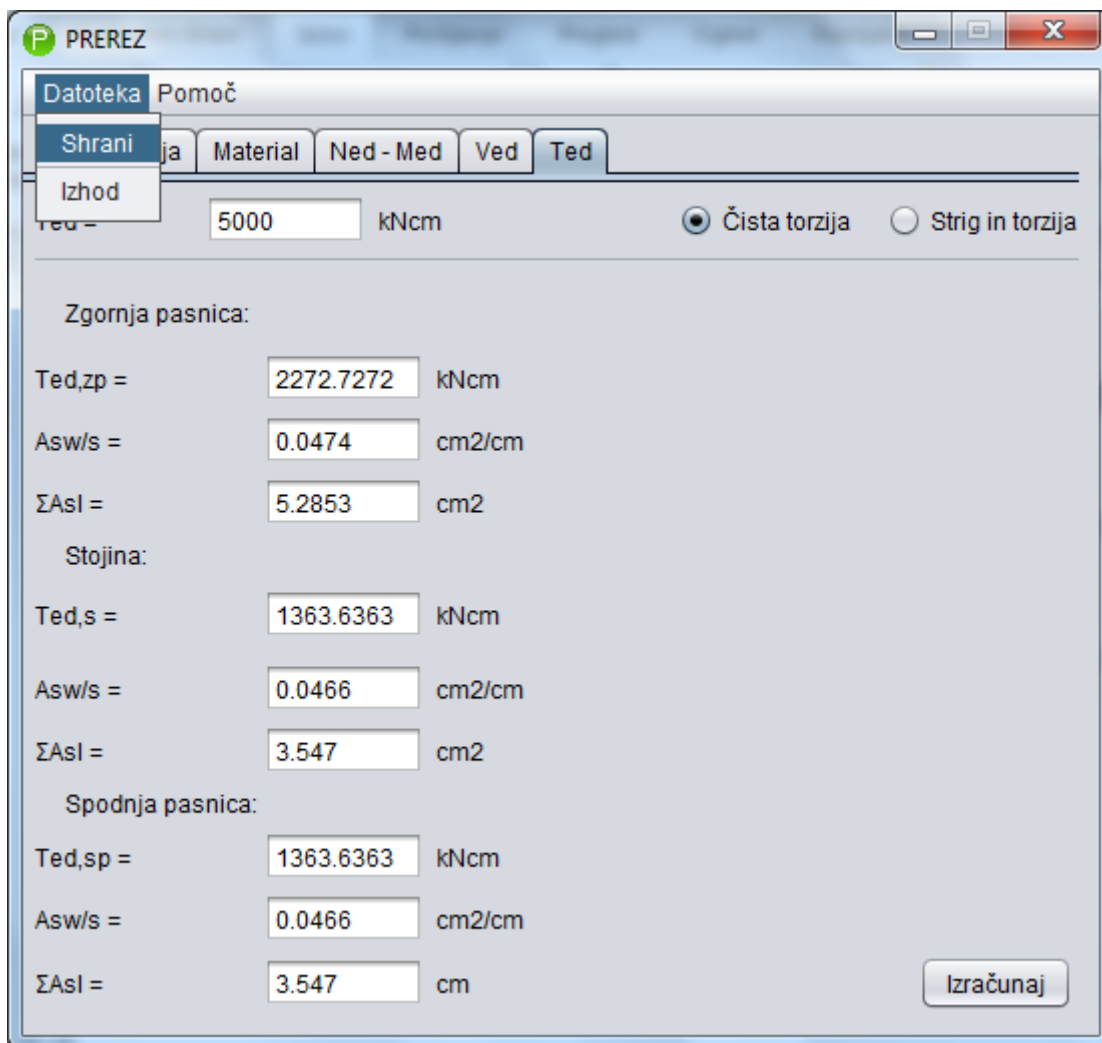 P PREREZ
Datoteka Pomoč
Shrani
Izhod
ja Material Ned - Med Ved Ted
Ted = 5000 kNcm Čista torzija Strig in torzija
Zgornja pasnica:
Ted,zp = 2272.7272 kNcm
Asw/s = 0.0474 cm2/cm
ΣAsl = 5.2853 cm2
Stojina:
Ted,s = 1363.6363 kNcm
Asw/s = 0.0466 cm2/cm
ΣAsl = 3.547 cm2
Spodnja pasnica:
Ted,sp = 1363.6363 kNcm
Asw/s = 0.0466 cm2/cm
ΣAsl = 3.547 cm
Izračunaj